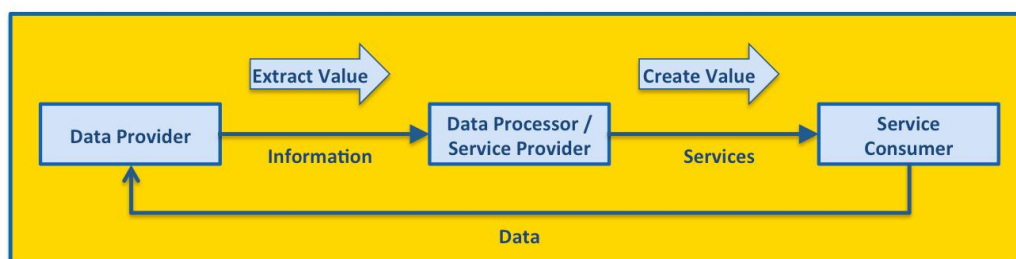 Extract Value
Create Value
Data Provider
Information
Data Processor /
Service Provider
Services
Service
Consumer
Data